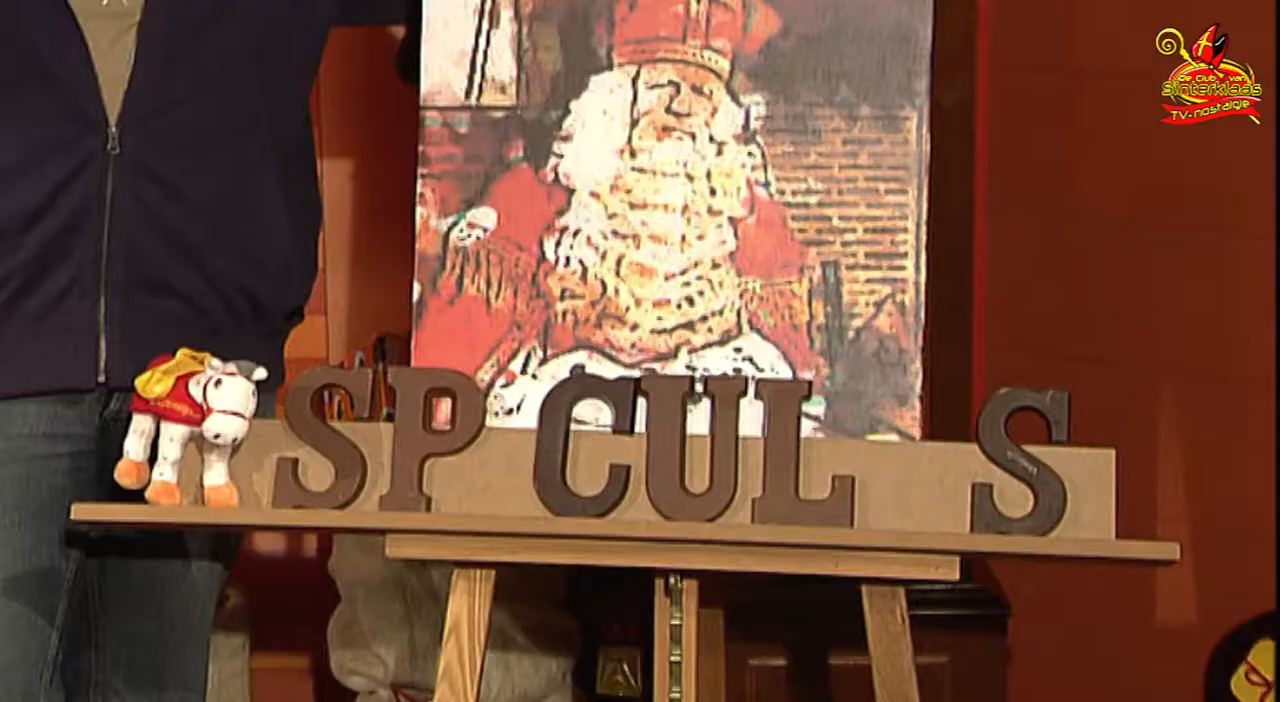 De Club van
Sinterklaas
TV-nostalgie
SP CUL S